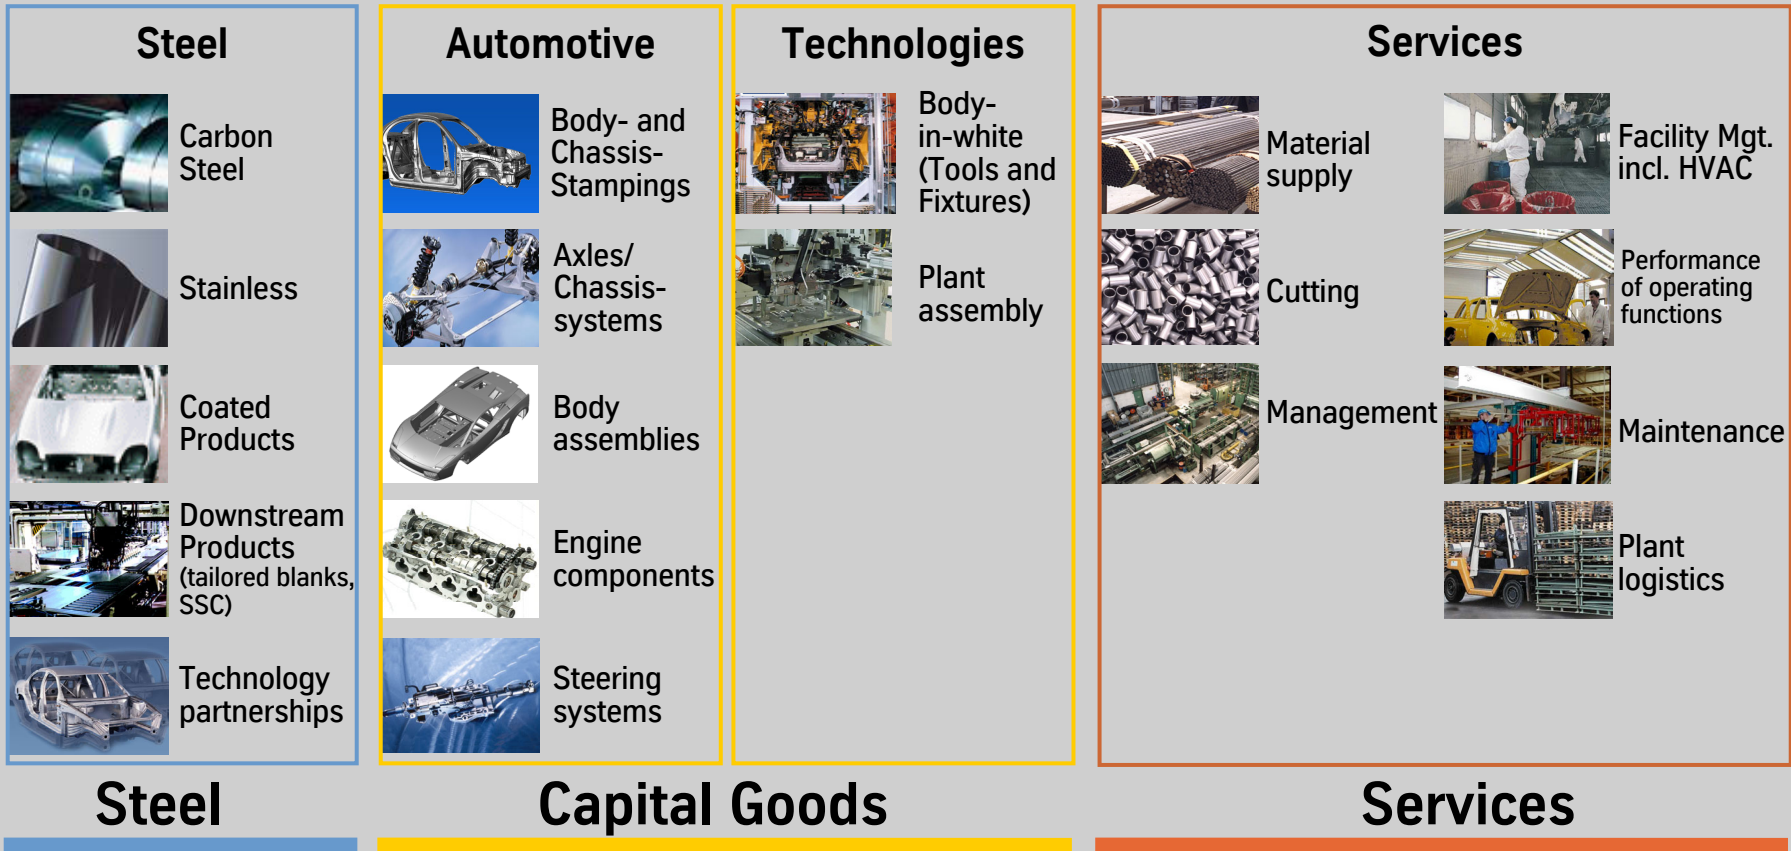 Steel
Carbon
Steel
Stainless
Coated
Products
Downstream
Products
(tailored blanks,
SSC)
Technology
partnerships
Automotive
Body- and
Chassis-
Stampings
Axles/
Chassis-
systems
Body
assemblies
Engine
components
Steering
systems
Technologies
Body-
in-white
(Tools and
Fixtures)
Plant
assembly
Services
Material
supply
Cutting
Management
Facility Mgt.
incl. HVAC
Performance
of operating
functions
Maintenance
Plant
logistics
Steel
Capital Goods
Services